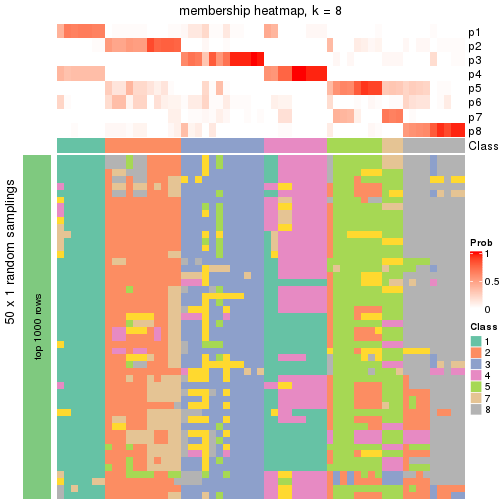 membership heatmap, k = 8
p1
p2
p3
p4
p5
p6
p7
p8
Class
50 x 1 random samplings
top 1000 rows
Prob
1
0.5
0
Class
1
2
3
4
5
7
8